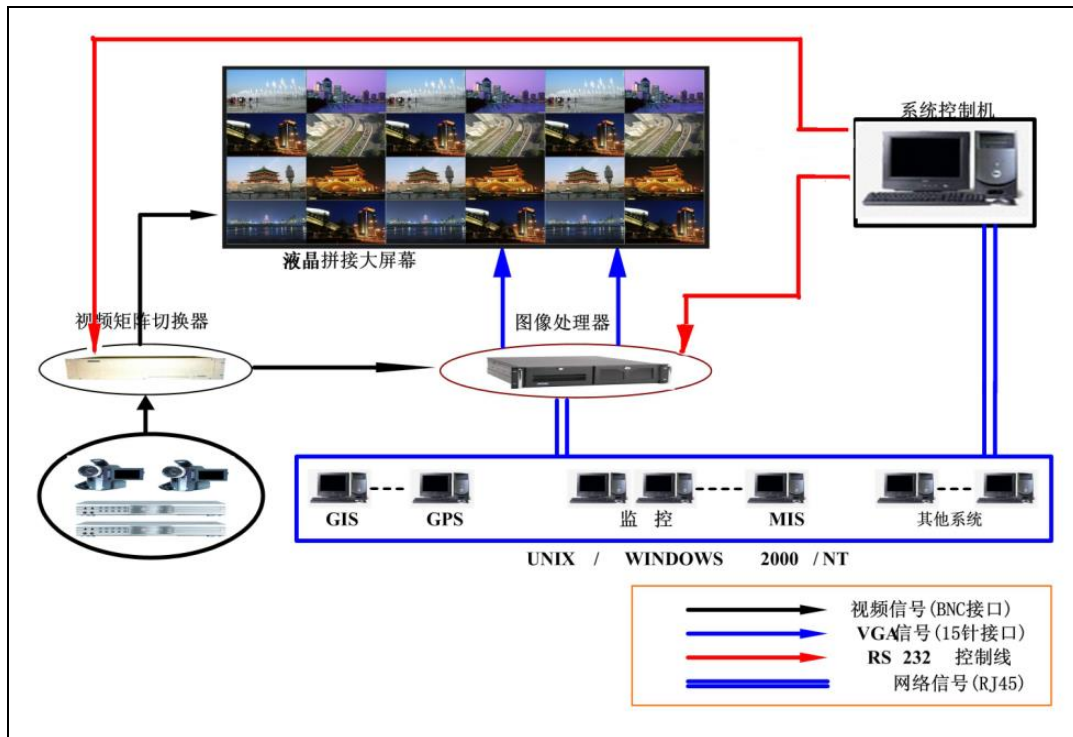 系统控制机
液晶拼接大屏幕
视频矩阵切换器
图像处理器
GIS
GPS
监 控
MIS
其他系统
UNIX / WINDOWS 2000 / NT
视频信号(BNC接口)
VGA信号(15针接口)
RS 232 控制线
网络信号(RJ45)